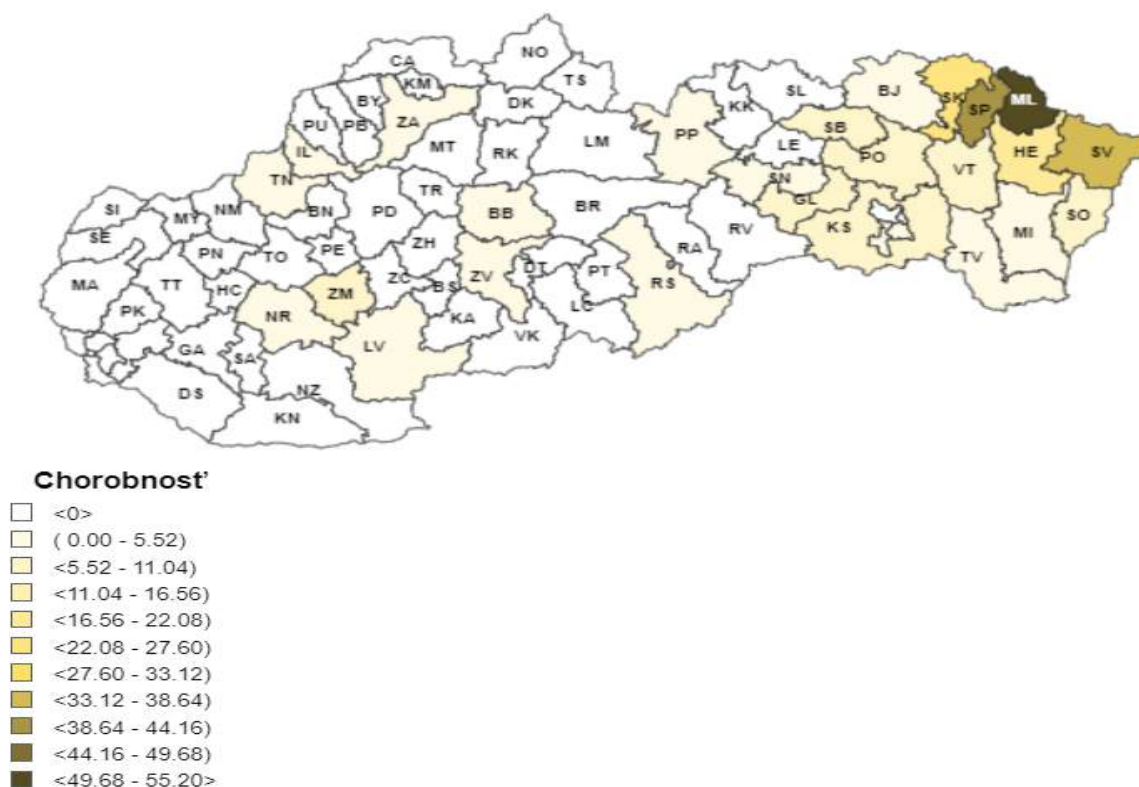 NO
CA
TS
KM
SL
BY
KK
BJ
SK
ML
DK
SP
PU
PB
ZA
PP
SB
MT
RK
LM
LE
PO
HE
SV
IL
VT
TN
SN
TR
GL
SI
MY
NM
BN
PD
BB
BR
SO
RV
KS
MI
SE
ZH
RA
PN
TO
PE
TV
DT
MA
TT
ZC
ZV
PT
RS
HC
ZM
BS
LC
PK
NR
KA
VK
GA
SA
LV
DS
NZ
KN
Chorobnosť
<0>
( 0.00 - 5.52)
<5.52 - 11.04)
<11.04 - 16.56)
<16.56 - 22.08)
<22.08 - 27.60)
<27.60 - 33.12)
<33.12 - 38.64)
<38.64 - 44.16)
<44.16 - 49.68)
<49.68 - 55.20>